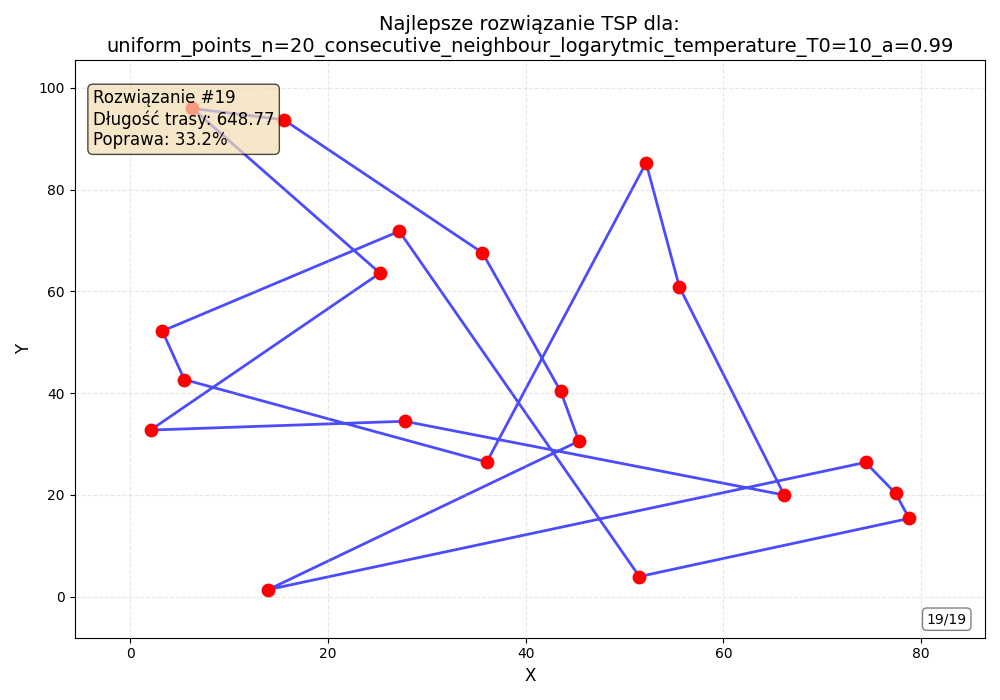 Najlepsze rozwiązanie TSP dla:
uniform_points_n=20_consecutive_neighbour_logarytmic_temperature_T0=10_a=0.99
Rozwiązanie #19
Długość trasy: 648.77
Poprawa: 33.2%
100
80
60
40
20
0
Y
0
20
40
60
80
X
19/19